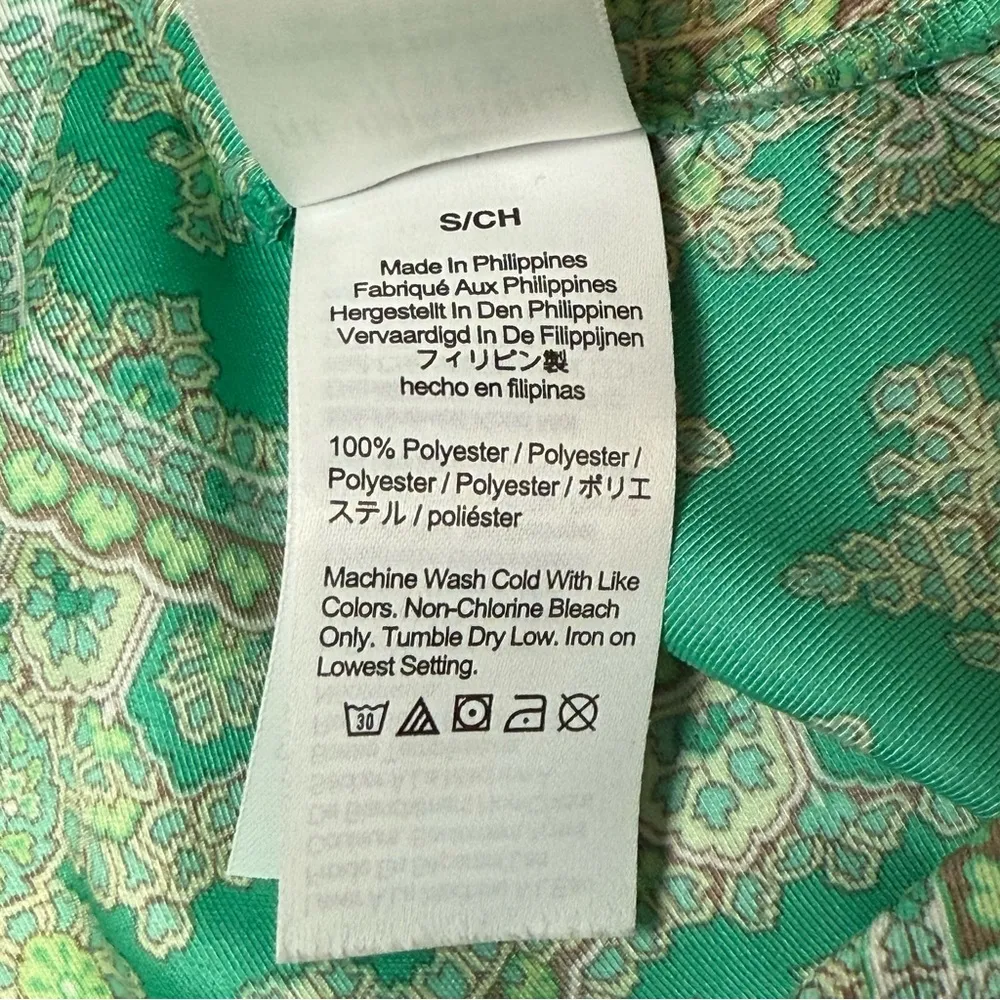 S/CH
Made In Philippines
Fabriqué Aux Philippines
Hergestellt In Den Philippinen
Vervaardigd In De Filippijnen
フィリピン製
hecho en filipinas
100% Polyester / Polyester /
Polyester / Polyester / ポリエ
ステル / poliéster
Machine Wash Cold With Like
Colors. Non-Chlorine Bleach
Only. Tumble Dry Low. Iron on
Lowest Setting.
30